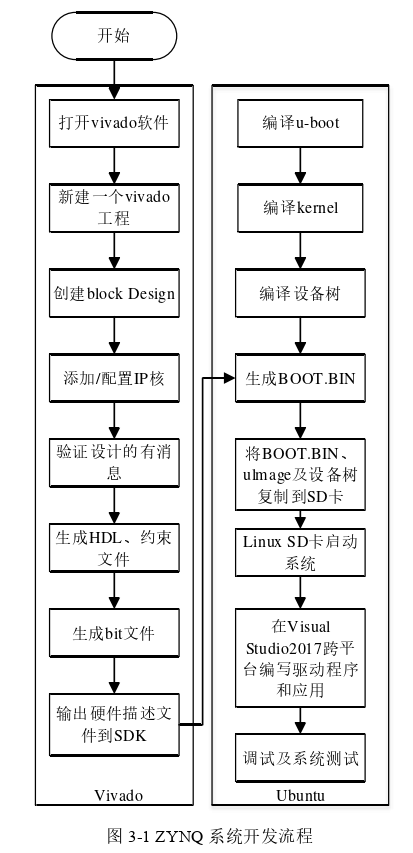 开始
打开vivado软件
新建一个vivado
工程
创建block Design
添加/配置IP核
验证设计的有消
息
生成HDL、约束
文件
生成bit文件
输出硬件描述文
件到SDK
Vivado
编译u-boot
编译kernel
编译设备树
生成BOOT.BIN
将BOOT.BIN、
uImage及设备树
复制到SD卡
Linux SD卡启动
系统
在Visual
Studio2017跨平
台编写驱动程序
和应用
调试及系统测试
Ubuntu
图 3-1 ZYNQ 系统开发流程